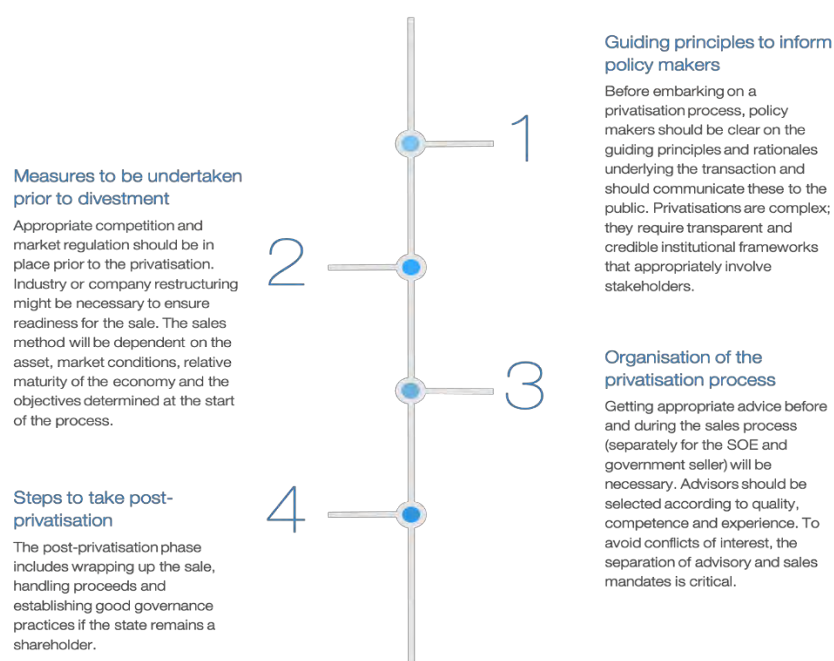 1
Guiding principles to inform
policy makers
Before embarking on a
privatisation process, policy
makers should be clear on the
guiding principles and rationales
underlying the transaction and
should communicate these to the
public. Privatisations are complex;
they require transparent and
credible institutional frameworks
that appropriately involve
stakeholders.
Measures to be undertaken
prior to divestment
Appropriate competition and
market regulation should be in
place prior to the privatisation.
Industry or company restructuring
might be necessary to ensure
readiness for the sale. The sales
method will be dependent on the
asset, market conditions, relative
maturity of the economy and the
objectives determined at the start
of the process.
2
3
Organisation of the
privatisation process
Getting appropriate advice before
and during the sales process
(separately for the SOE and
government seller) will be
necessary. Advisors should be
selected according to quality,
competence and experience. To
avoid conflicts of interest, the
separation of advisory and sales
mandates is critical.
Steps to take post-
privatisation
The post-privatisation phase
includes wrapping up the sale,
handling proceeds and
establishing good governance
practices if the state remains a
shareholder.
4